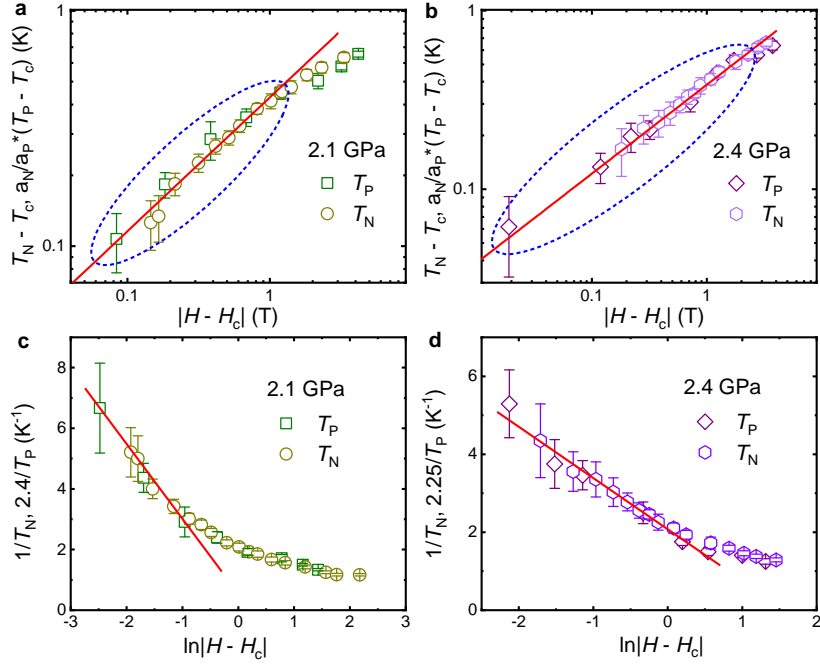 a
T_N - T_c, a_N/a_P*(T_P - T_c) (K)
1
0.1
2.1 GPa
T_P
T_N
0.1
1
|H - H_c| (T)
b
T_N - T_c, a_N/a_P*(T_P - T_c) (K)
1
0.1
2.4 GPa
T_P
T_N
0.1
1
|H - H_c| (T)
c
1/T_N, 2.4/T_P (K⁻¹)
8
6
4
2
0
2.1 GPa
T_P
T_N
-3 -2 -1 0 1 2 3
ln|H - H_c|
d
1/T_N, 2.25/T_P (K⁻¹)
6
4
2
0
2.4 GPa
T_P
T_N
-2 -1 0 1 2
ln|H - H_c|